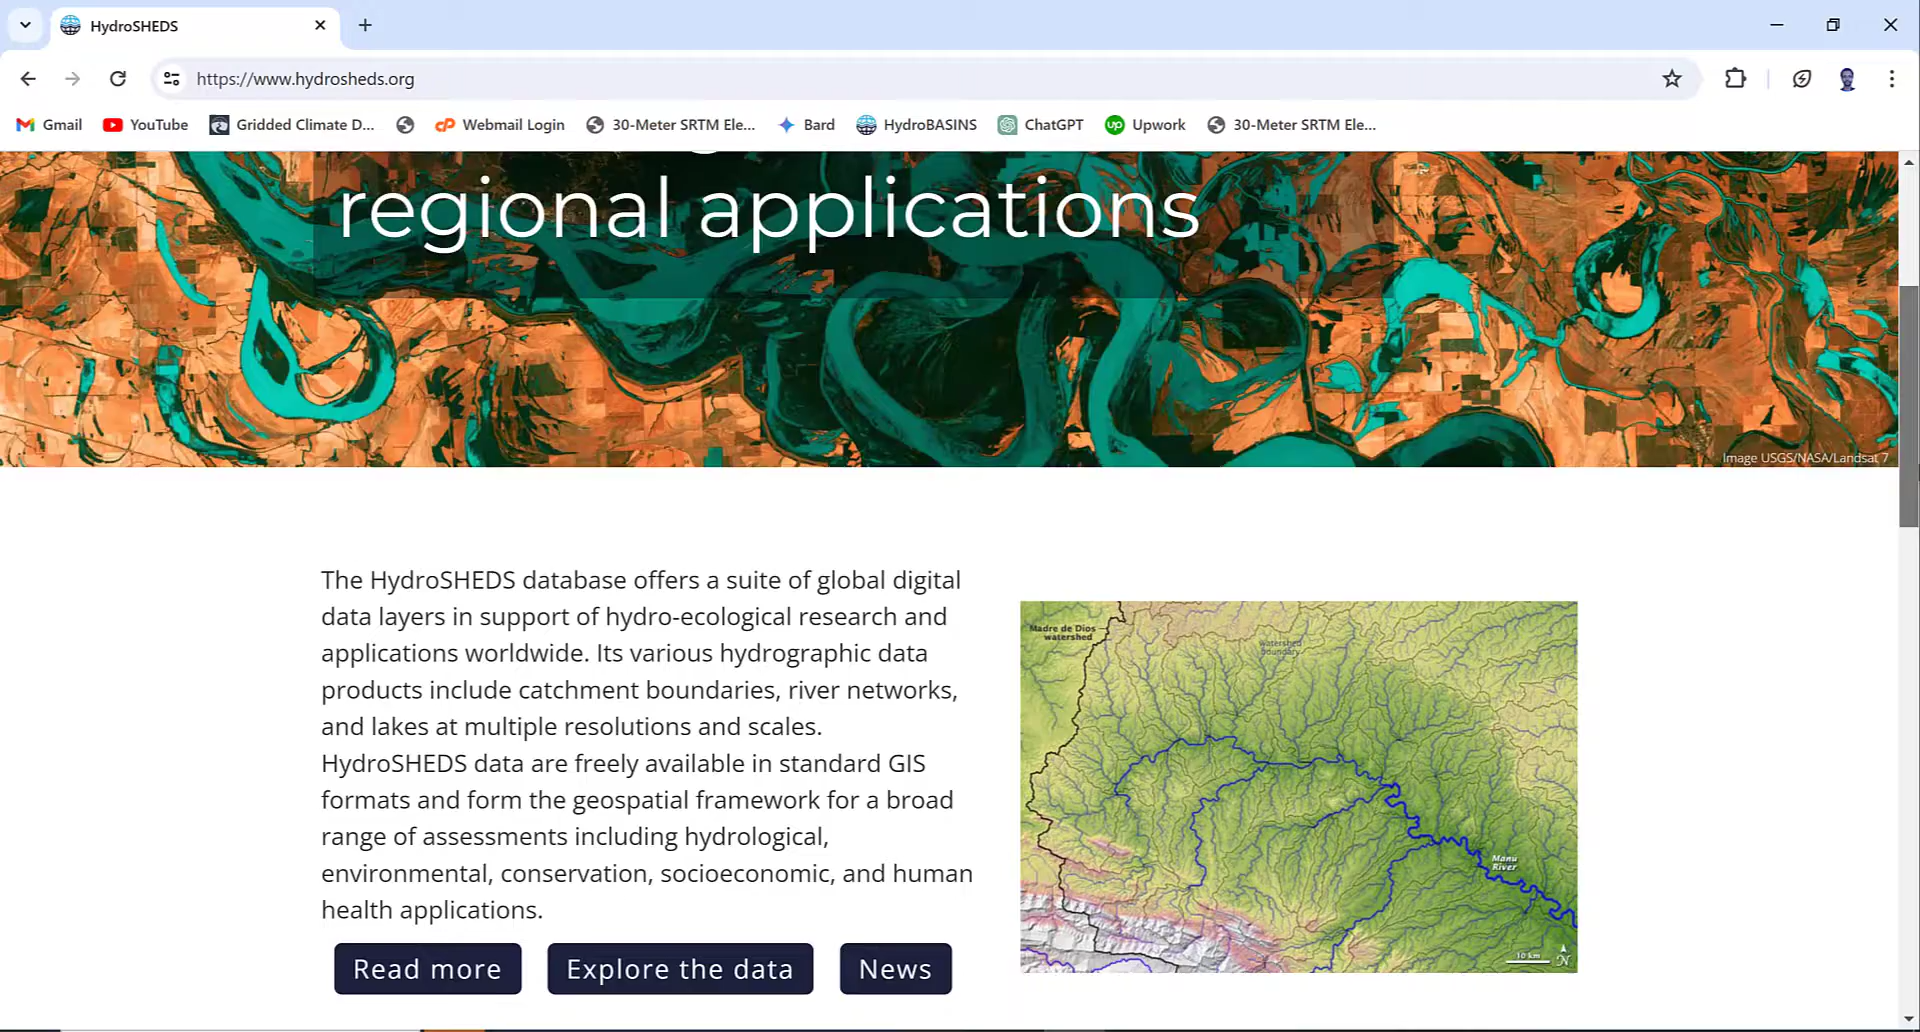 HydroSHEDS
https://www.hydrosheds.org
Gmail
YouTube
Gridded Climate D...
Webmail Login
30-Meter SRTM Ele...
Bard
HydroBASINS
ChatGPT
Upwork
30-Meter SRTM Ele...
regional applications
Image USGS/NASA/Landsat 7
The HydroSHEDS database offers a suite of global digital
data layers in support of hydro-ecological research and
applications worldwide. Its various hydrographic data
products include catchment boundaries, river networks,
and lakes at multiple resolutions and scales.
HydroSHEDS data are freely available in standard GIS
formats and form the geospatial framework for a broad
range of assessments including hydrological,
environmental, conservation, socioeconomic, and human
health applications.
Madre de Dios
watershed
watershed
boundary
Manu
River
10 km
N
Read more
Explore the data
News